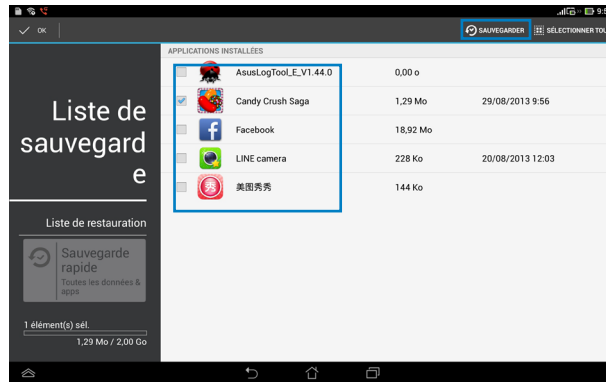 9:5
OK
SAUVEGARDER
SÉLECTIONNER TOU
APPLICATIONS INSTALLÉES
AsusLogTool_E_V1.44.0 0,00 o
Candy Crush Saga 1,29 Mo 29/08/2013 9:56
Facebook 18,92 Mo
LINE camera 228 Ko 20/08/2013 12:03
美图秀秀 144 Ko
Liste de
sauvegard
e
Liste de restauration
Sauvegarde
rapide
Toutes les données &
apps
1 élément(s) sél.
1,29 Mo / 2,00 Go